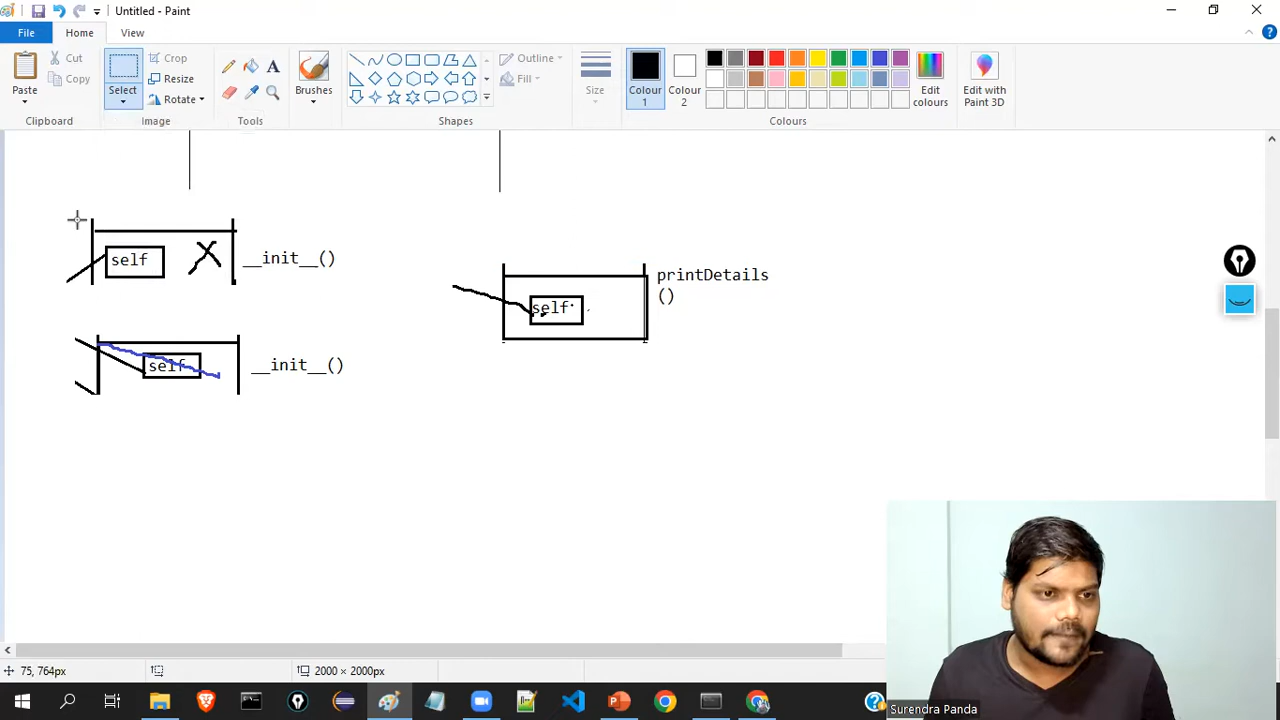 Untitled - Paint
File
Home
View
Paste
Cut
Copy
Clipboard
Select
Crop
Resize
Rotate
Image
A
Tools
Brushes
Shapes
Outline
Fill
Size
Colour
1
Colour
2
Edit
colours
Edit with
Paint 3D
Colours
self
X
__init__()
self
__init__()
self
printDetails
()
75, 764px
2000 × 2000px
Surendra Panda